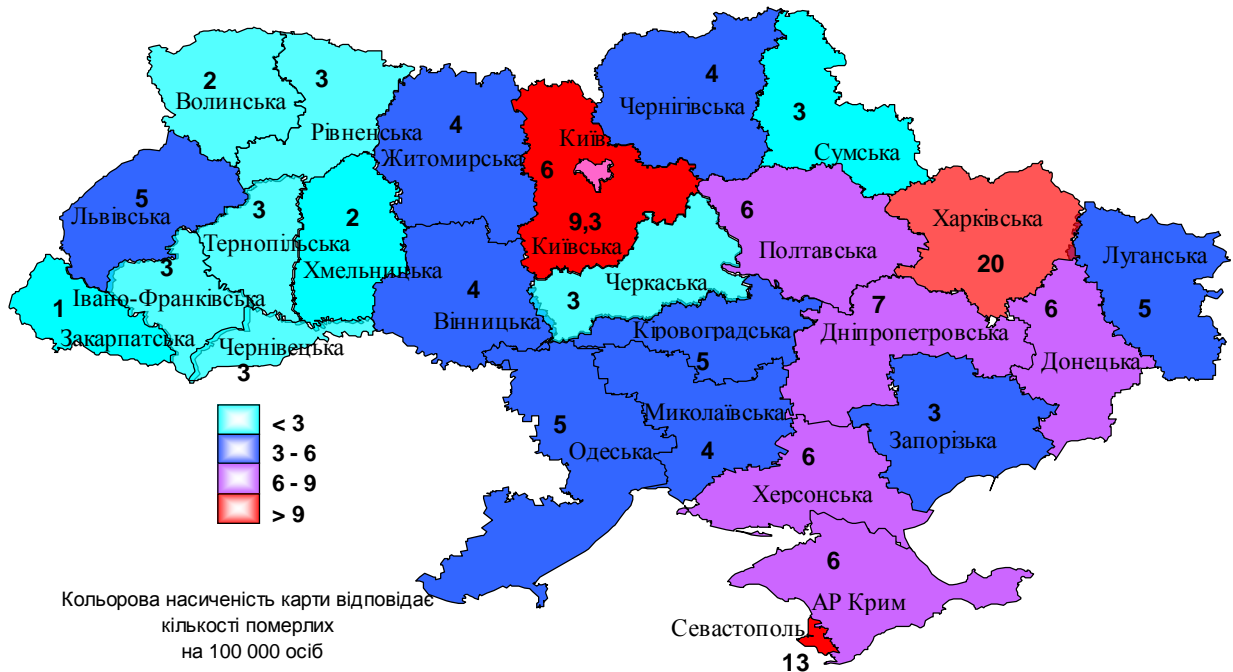 2
Волинська
3
Рівненська
4
Житомирська
Київ
6
9,3
Київська
4
Чернігівська
3
Сумська
5
Львівська
3
Тернопільська
2
Хмельницька
3
Івано-Франківська
1
Закарпатська
Чернівецька
3
4
Вінницька
3
Черкаська
6
Полтавська
Харківська
20
Луганська
5
Кіровоградська
5
7
Дніпропетровська
6
Донецька
5
Одеська
Миколаївська
4
3
Запорізька
6
Херсонська
6
АР Крим
Севастополь
13
< 3
3 - 6
6 - 9
> 9
Кольорова насиченість карти відповідає
кількості померлих
на 100 000 осіб